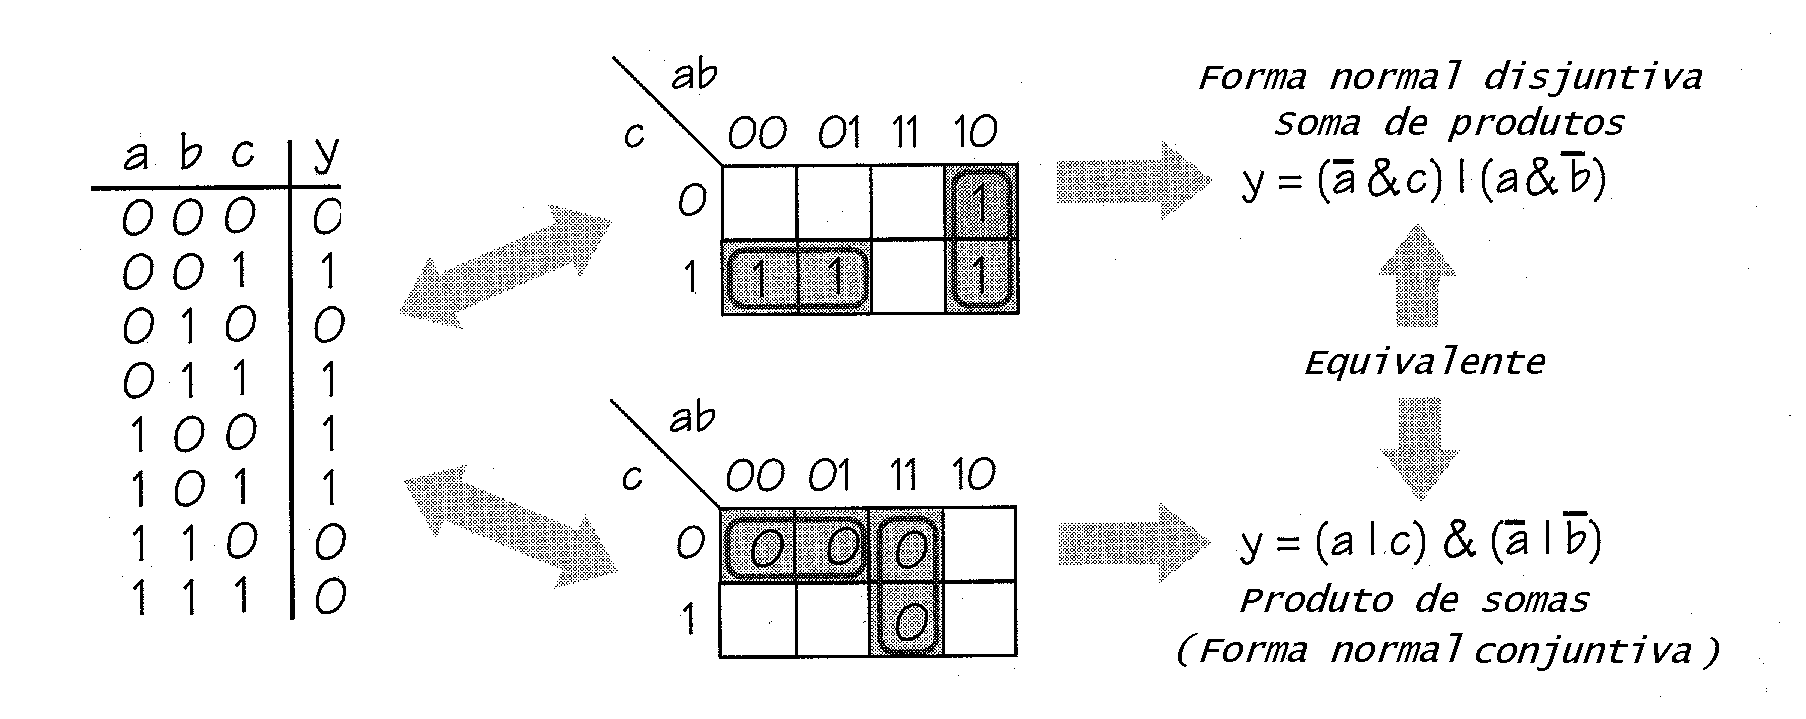 a b c y
0 0 0 0
0 0 1 1
0 1 0 0
0 1 1 1
1 0 0 1
1 0 1 1
1 1 0 0
1 1 1 0
ab
c 00 01 11 10
0 1
1 1 1 1
Forma normal disjuntiva
Soma de produtos
y = (a̅ & c) | (a & b̅)
Equivalente
ab
c 00 01 11 10
0 0 0 0
1 0
y = (a | c) & (a̅ | b̅)
Produto de somas
(Forma normal conjuntiva)